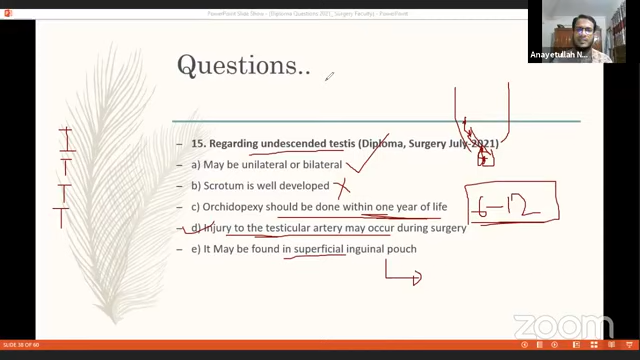 PowerPoint Slide Show - (Diploma Questions 2021_Surgery Faculty) - PowerPoint
Anayetullah N...
Questions..
– 15. Regarding undescended testis (Diploma, Surgery July-2021)
– a) May be unilateral or bilateral
– b) Scrotum is well developed
– c) Orchidopexy should be done within one year of life
– d) Injury to the testicular artery may occur during surgery
– e) It May be found in superficial inguinal pouch
T
T
T
T
6-12
zoom
SLIDE 38 OF 60